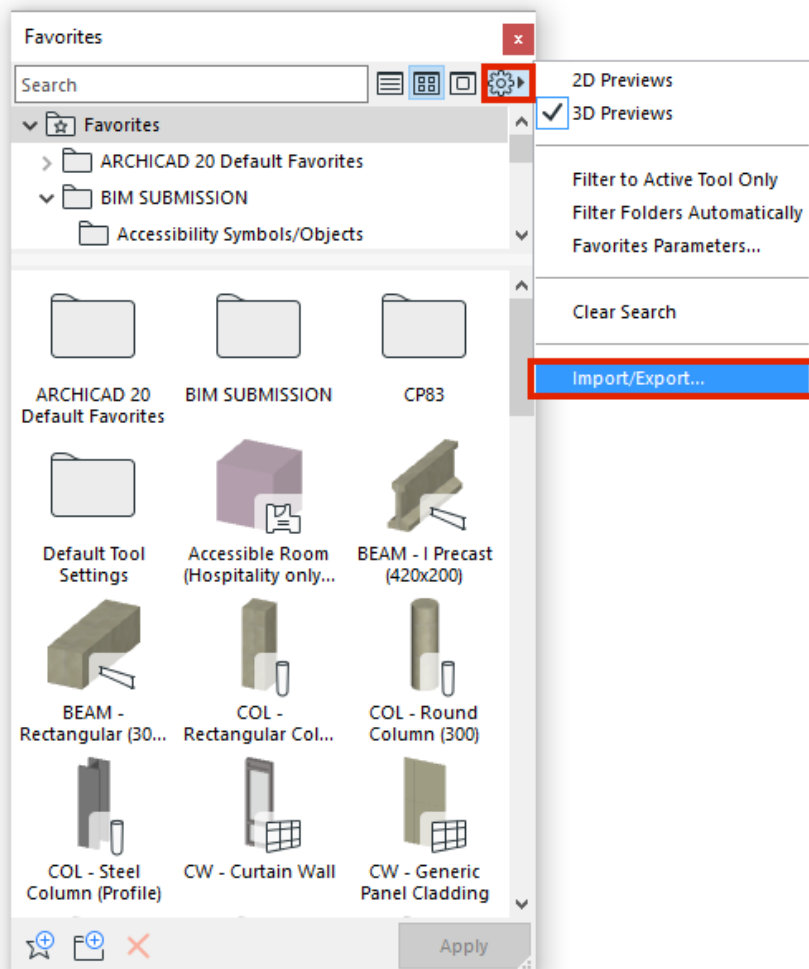 Favorites
x
Search
Favorites
ARCHICAD 20 Default Favorites
BIM SUBMISSION
Accessibility Symbols/Objects
2D Previews
3D Previews
Filter to Active Tool Only
Filter Folders Automatically
Favorites Parameters...
Clear Search
Import/Export...
ARCHICAD 20
Default Favorites
BIM SUBMISSION
CP83
Default Tool
Settings
Accessible Room
(Hospitality only...
BEAM - I Precast
(420x200)
BEAM -
Rectangular (30...
COL -
Rectangular Col...
COL - Round
Column (300)
COL - Steel
Column (Profile)
CW - Curtain Wall
CW - Generic
Panel Cladding
Apply